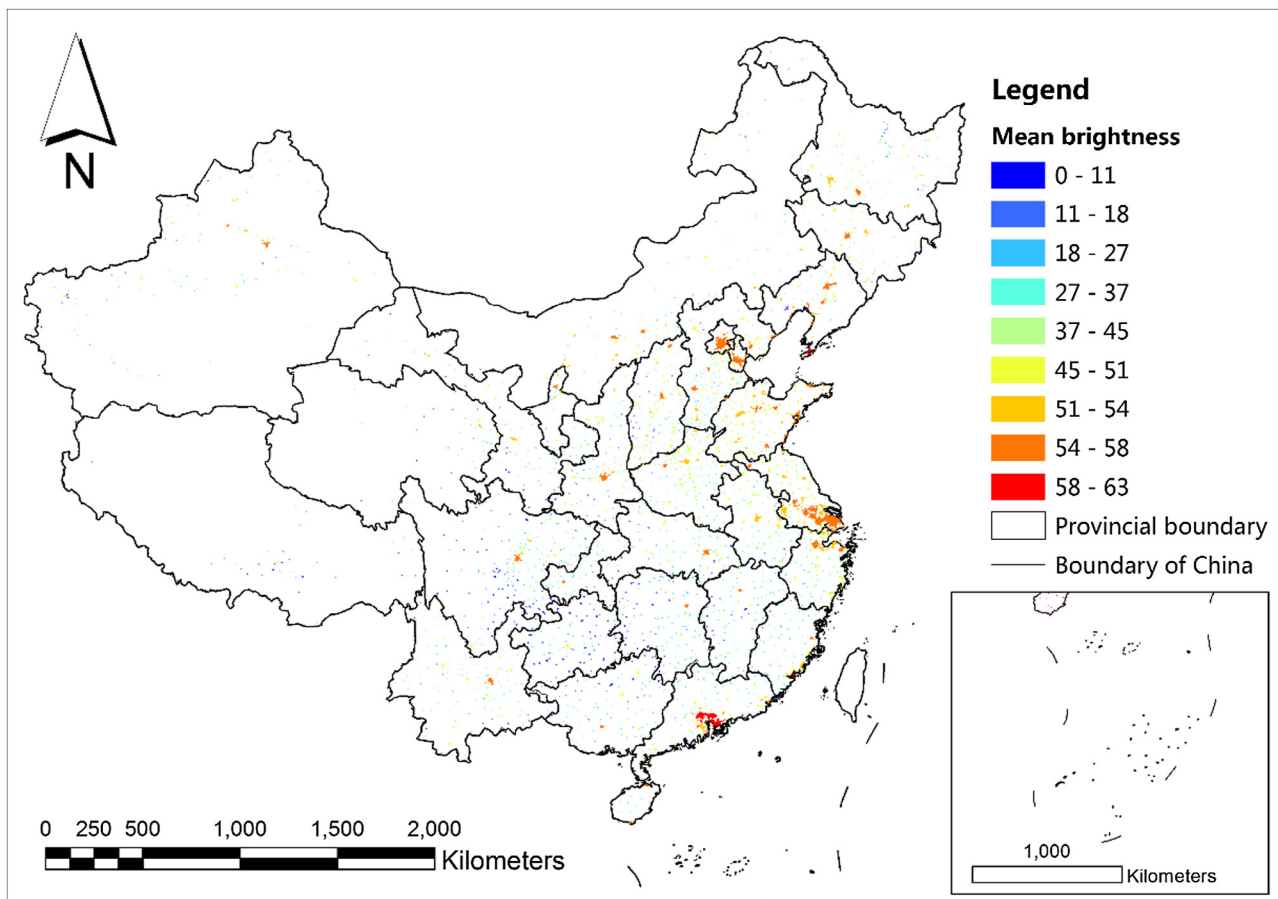 N
Legend
Mean brightness
0 - 11
11 - 18
18 - 27
27 - 37
37 - 45
45 - 51
51 - 54
54 - 58
58 - 63
Provincial boundary
Boundary of China
0 250 500 1,000 1,500 2,000
Kilometers
1,000
Kilometers